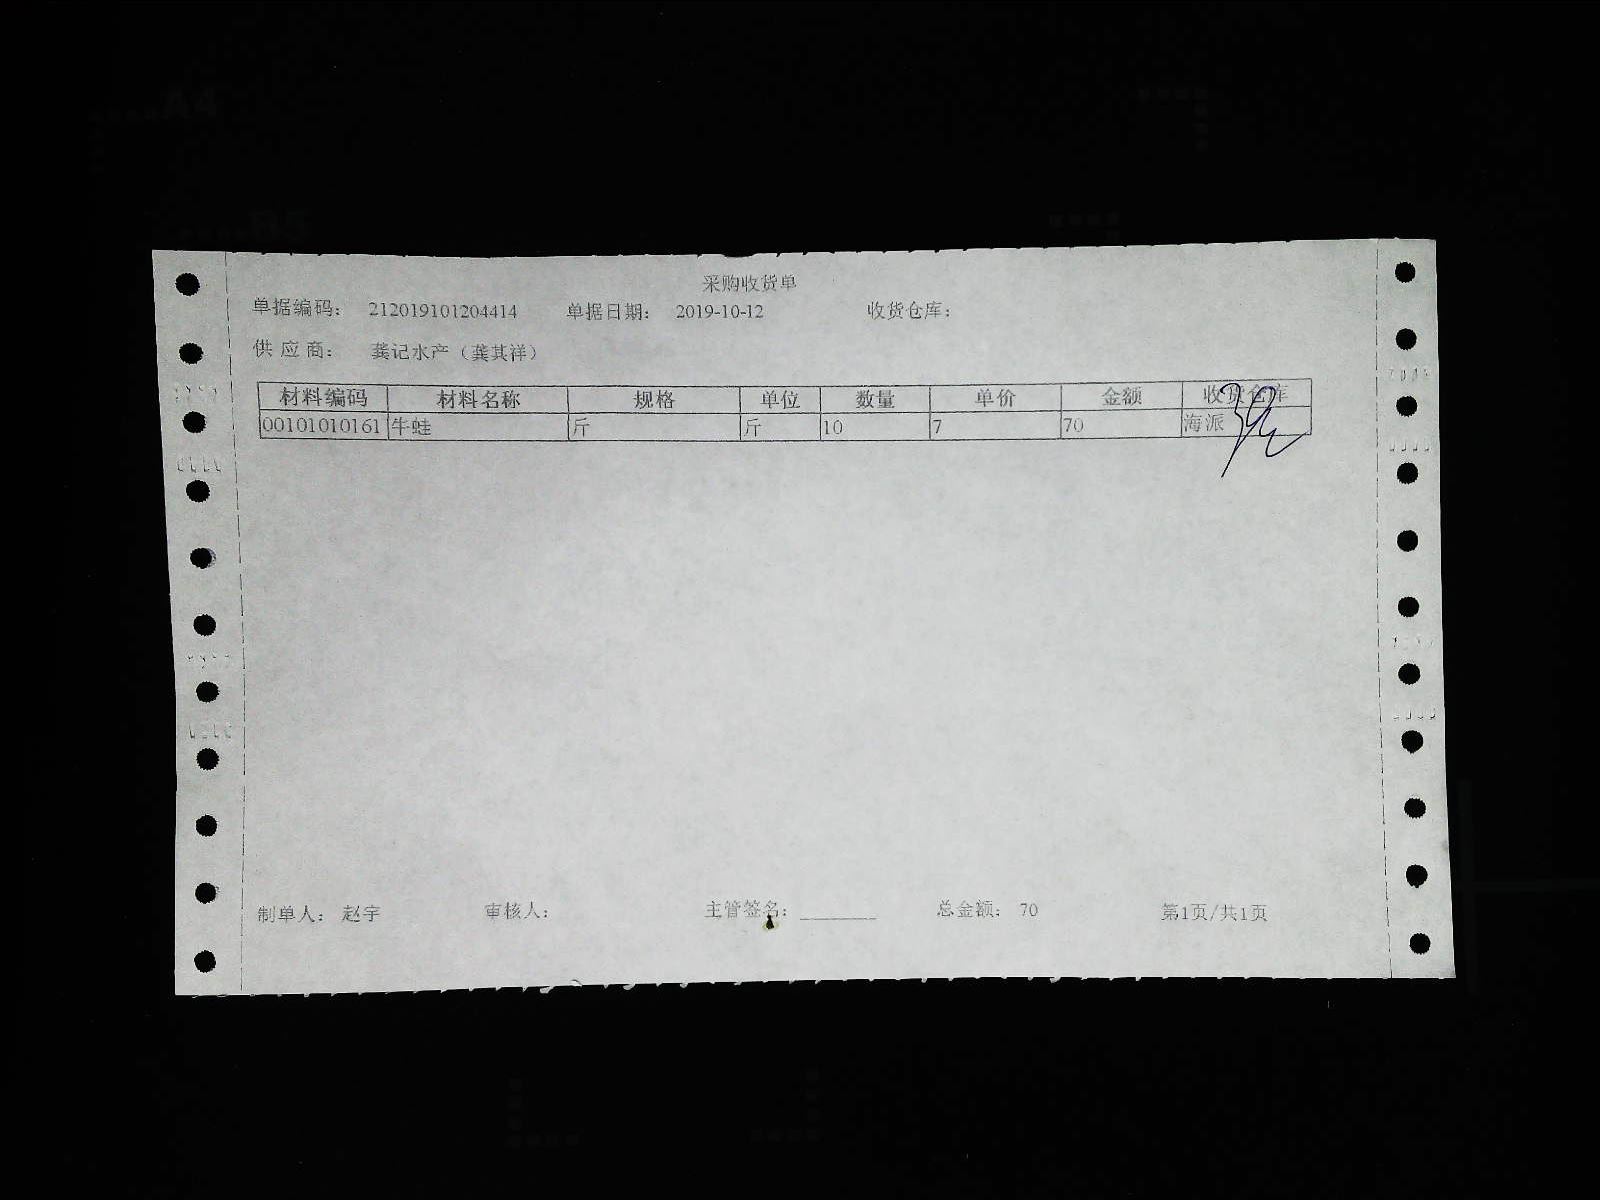 采购收货单
单据编码： 212019101204414 单据日期： 2019-10-12 收货仓库：
供应商： 龚记水产（龚其祥）
材料编码 材料名称 规格 单位 数量 单价 金额 收货仓库
00101010161 牛蛙 斤 斤 10 7 70 海派
制单人： 赵宇 审核人： 主管签名：________ 总金额： 70 第1页/共1页